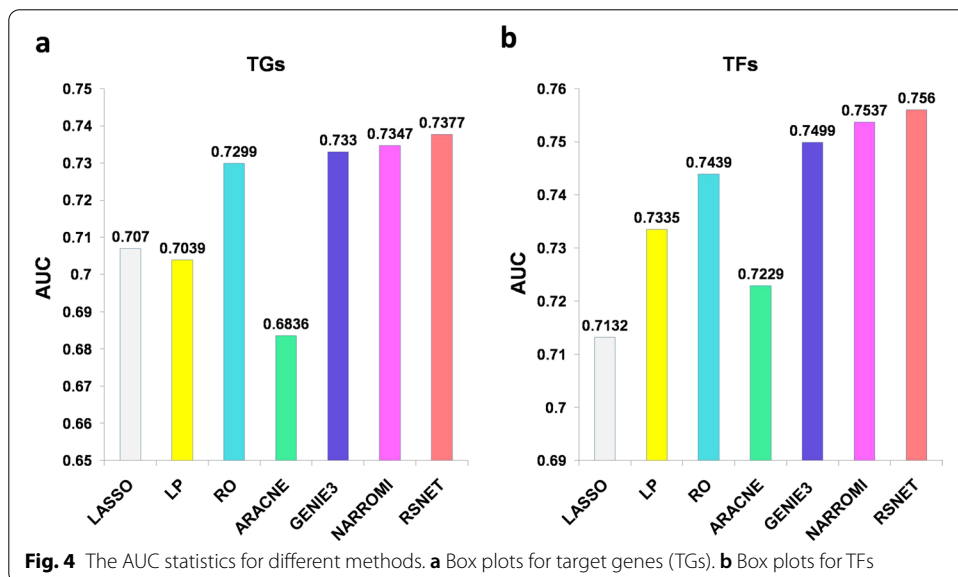 a
TGs
0.75
0.74
0.73
0.72
0.71
0.7
0.69
0.68
0.67
0.66
0.65
AUC
0.707
0.7039
0.7299
0.6836
0.733
0.7347
0.7377
LASSO
LP
RO
ARACNE
GENIE3
NARROMI
RSNET
b
TFs
0.76
0.75
0.74
0.73
0.72
0.71
0.7
0.69
AUC
0.7132
0.7335
0.7439
0.7229
0.7499
0.7537
0.756
LASSO
LP
RO
ARACNE
GENIE3
NARROMI
RSNET
Fig. 4 The AUC statistics for different methods. a Box plots for target genes (TGs). b Box plots for TFs